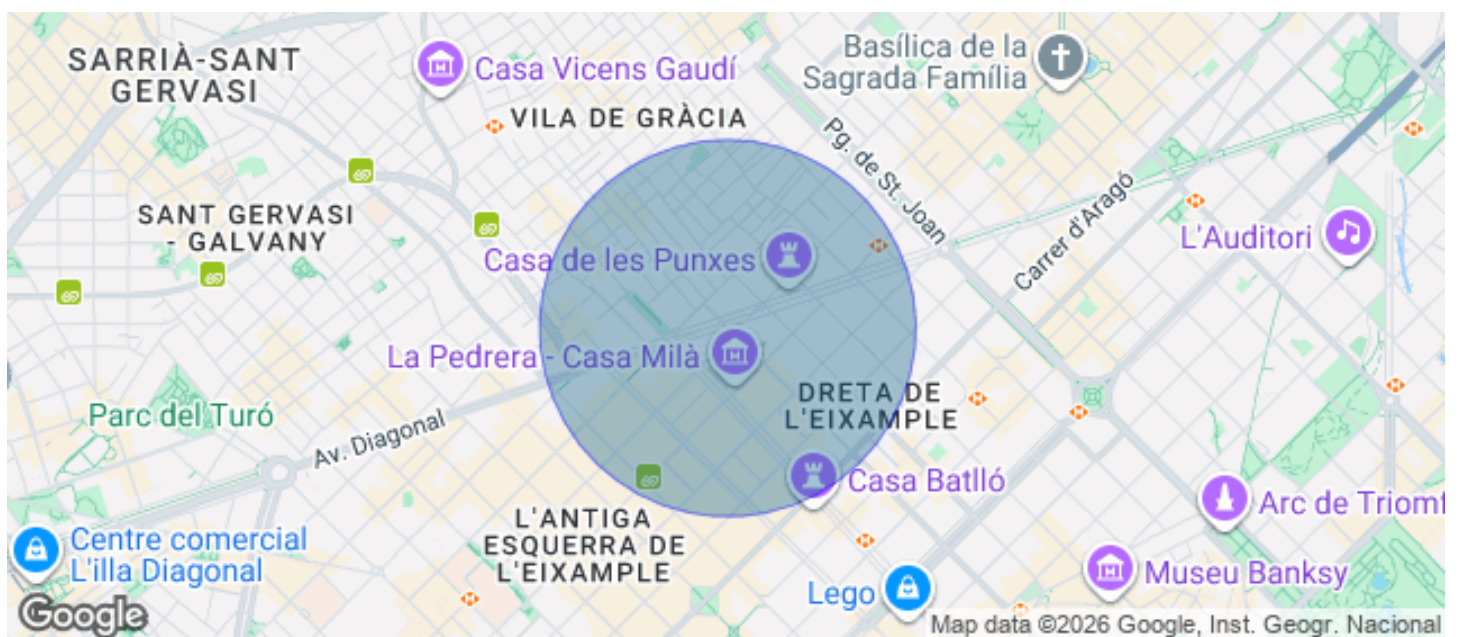 SARRIÀ-SANT
GERVASI
Casa Vicens Gaudí
Basílica de la
Sagrada Família
VILA DE GRÀCIA
Pg. de St. Joan
SANT GERVASI
- GALVANY
Carrer d'Aragó
L'Auditori
Casa de les Punxes
La Pedrera - Casa Milà
DRETA DE
L'EIXAMPLE
Parc del Turó
Av. Diagonal
Casa Batlló
Arc de Triomf
L'ANTIGA
ESQUERRA DE
L'EIXAMPLE
Centre comercial
L'illa Diagonal
Museu Banksy
Lego
Google
Map data ©2026 Google, Inst. Geogr. Nacional